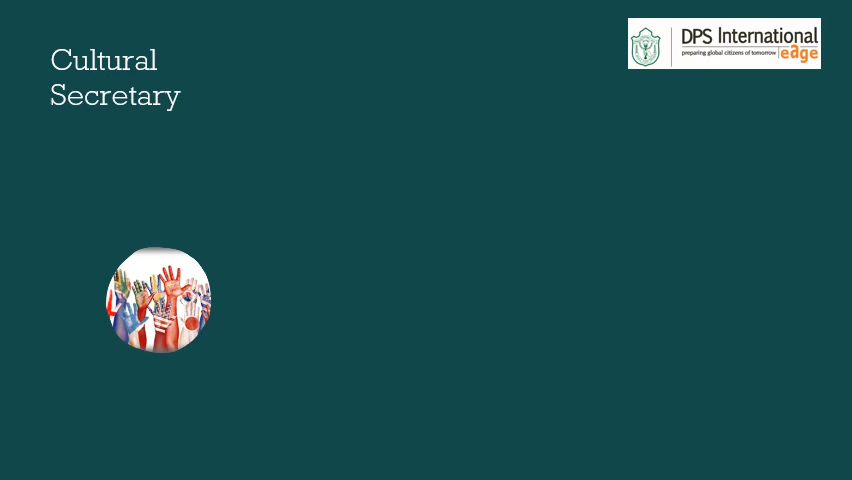 Cultural
Secretary
DPS International
preparing global citizens of tomorrow
edge